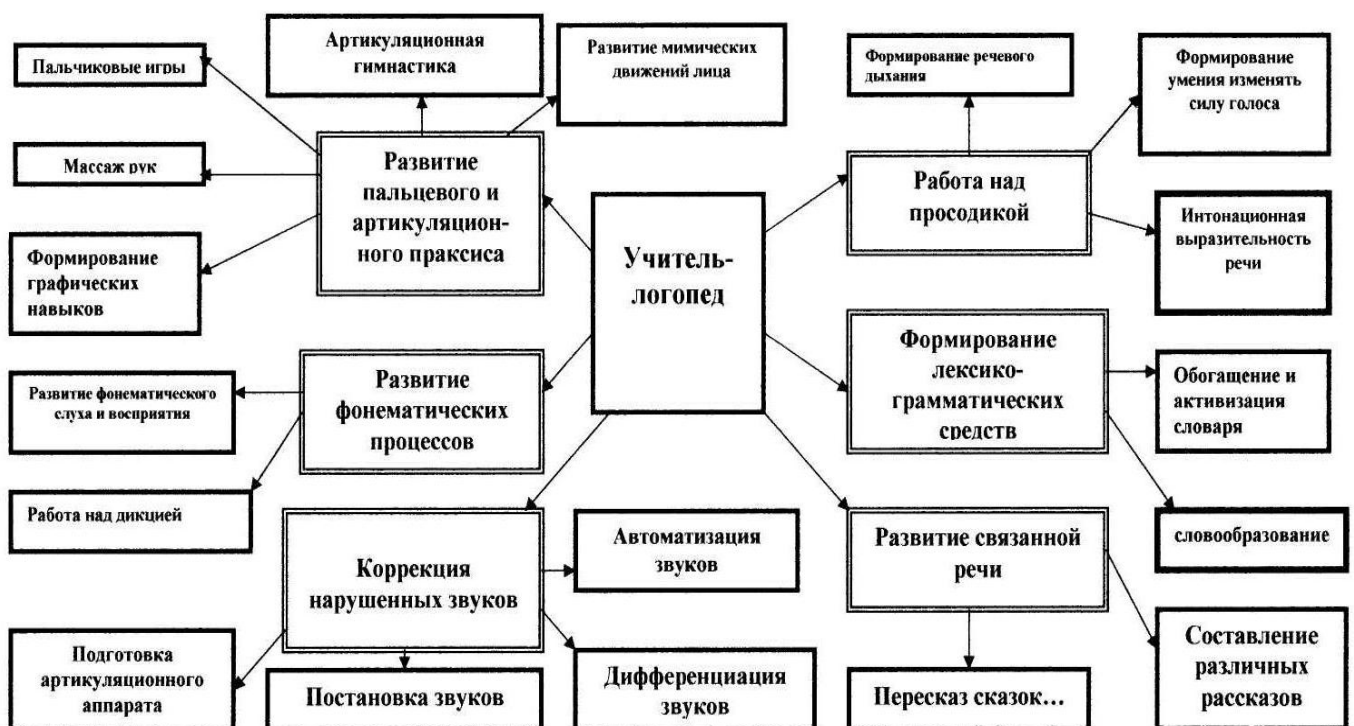 Пальчиковые игры
Артикуляционная
гимнастика
Развитие мимических
движений лица
Формирование речевого
дыхания
Формирование
умения изменять
силу голоса
Массаж рук
Развитие
пальцевого и
артикуляцион-
ного праксиса
Работа над
просодикой
Учитель-
логопед
Интонационная
выразительность
речи
Формирование
графических
навыков
Формирование
лексико-
грамматических
средств
Развитие
фонематических
процессов
Развитие фонематического
слуха и восприятия
Обогащение и
активизация
словаря
Работа над дикцией
Коррекция
нарушенных звуков
Автоматизация
звуков
Развитие связанной
речи
словообразование
Подготовка
артикуляционного
аппарата
Постановка звуков
Дифференциация
звуков
Пересказ сказок...
Составление
различных
рассказов